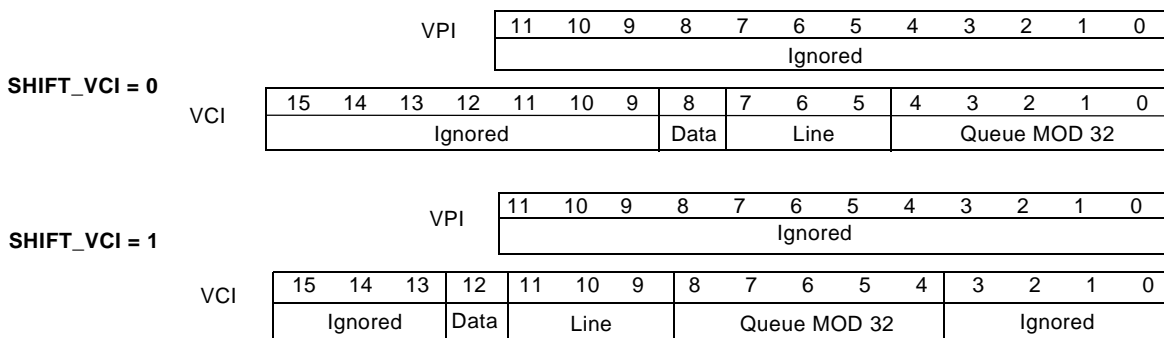 VPI 11 10 9 8 7 6 5 4 3 2 1 0
Ignored
SHIFT_VCI = 0
VCI 15 14 13 12 11 10 9 8 7 6 5 4 3 2 1 0
Ignored Data Line Queue MOD 32
VPI 11 10 9 8 7 6 5 4 3 2 1 0
Ignored
SHIFT_VCI = 1
VCI 15 14 13 12 11 10 9 8 7 6 5 4 3 2 1 0
Ignored Data Line Queue MOD 32 Ignored